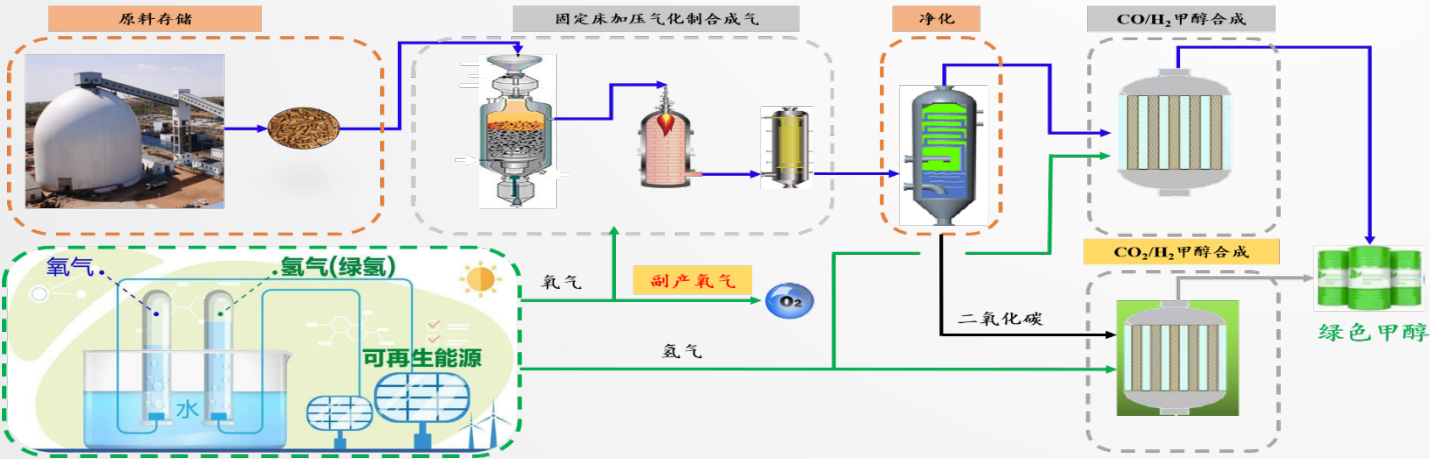 原料存储
固定床加压气化制合成气
净化
CO/H₂甲醇合成
氧气
氢气(绿氢)
可再生能源
水
氧气
副产氧气
O₂
氢气
二氧化碳
CO₂/H₂甲醇合成
绿色甲醇